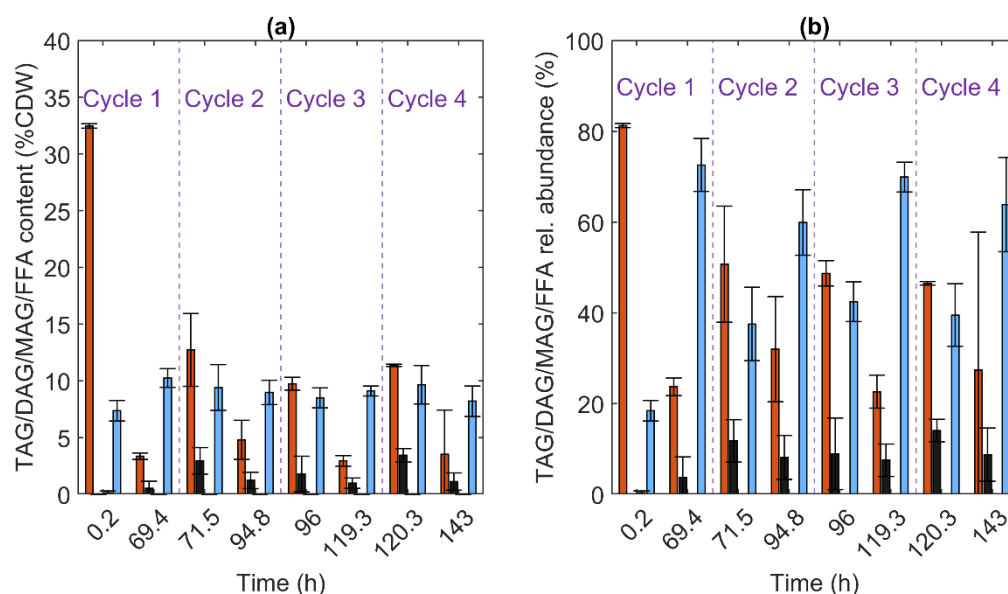 (a)
TAG/DAG/MAG/FFA content (%CDW)
40
35
30
25
20
15
10
5
0
Cycle 1 Cycle 2 Cycle 3 Cycle 4
0.2 69.4 71.5 94.8 96 119.3 120.3 143
Time (h)
(b)
TAG/DAG/MAG/FFA rel. abundance (%)
100
80
60
40
20
0
Cycle 1 Cycle 2 Cycle 3 Cycle 4
0.2 69.4 71.5 94.8 96 119.3 120.3 143
Time (h)